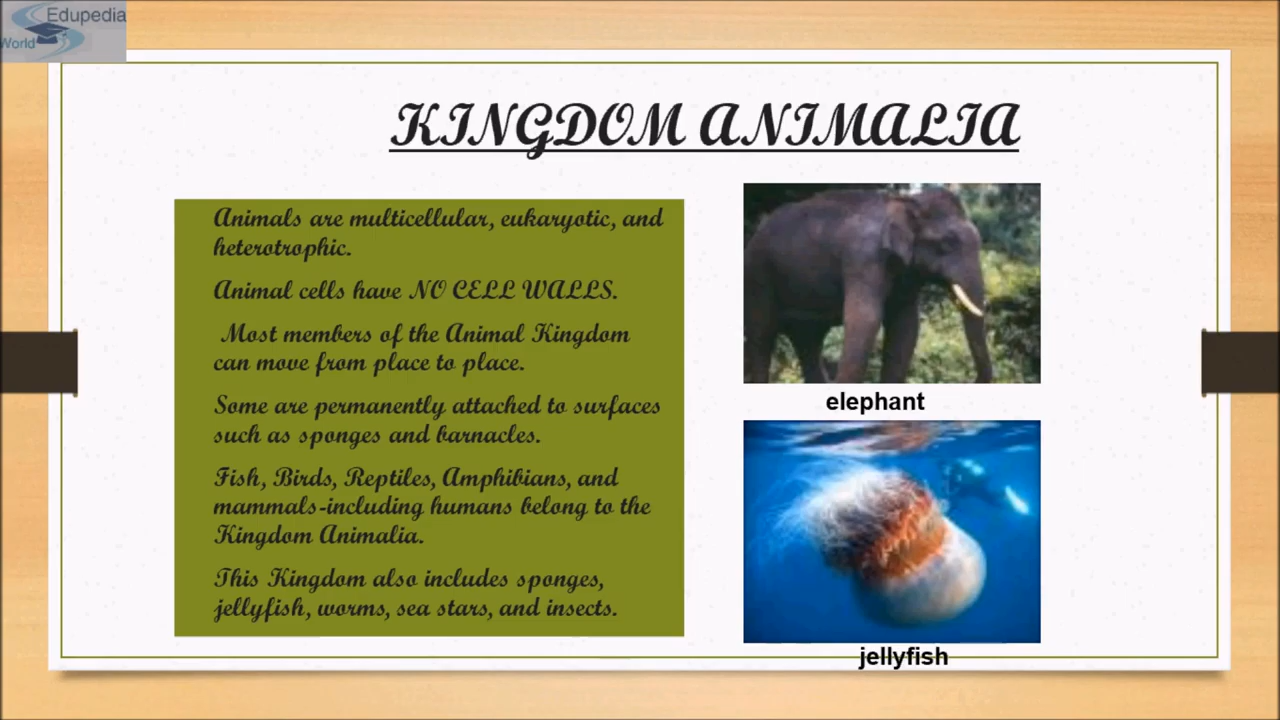 Edupedia
World
KINGDOM ANIMALIA
Animals are multicellular, eukaryotic, and
heterotrophic.
Animal cells have NO CELL WALLS.
Most members of the Animal Kingdom
can move from place to place.
Some are permanently attached to surfaces
such as sponges and barnacles.
Fish, Birds, Reptiles, Amphibians, and
mammals-including humans belong to the
Kingdom Animalia.
This Kingdom also includes sponges,
jellyfish, worms, sea stars, and insects.
elephant
jellyfish